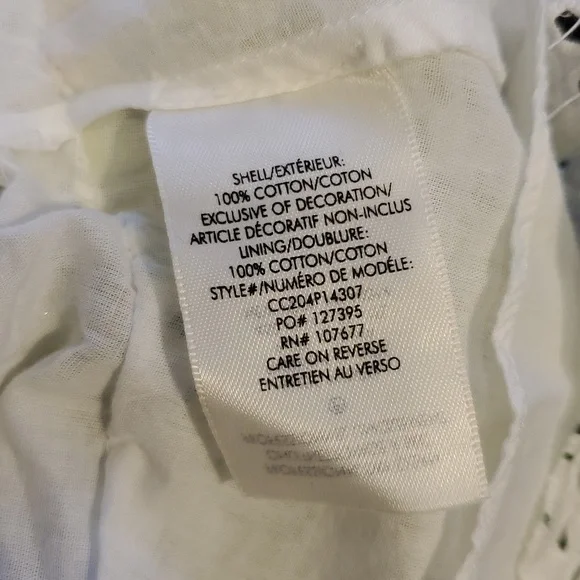 SHELL/EXTÉRIEUR:
100% COTTON/COTON
EXCLUSIVE OF DECORATION/
ARTICLE DÉCORATIF NON-INCLUS
LINING/DOUBLURE:
100% COTTON/COTON
STYLE#/NUMÉRO DE MODÈLE:
CC204P14307
PO# 127395
RN# 107677
CARE ON REVERSE
ENTRETIEN AU VERSO